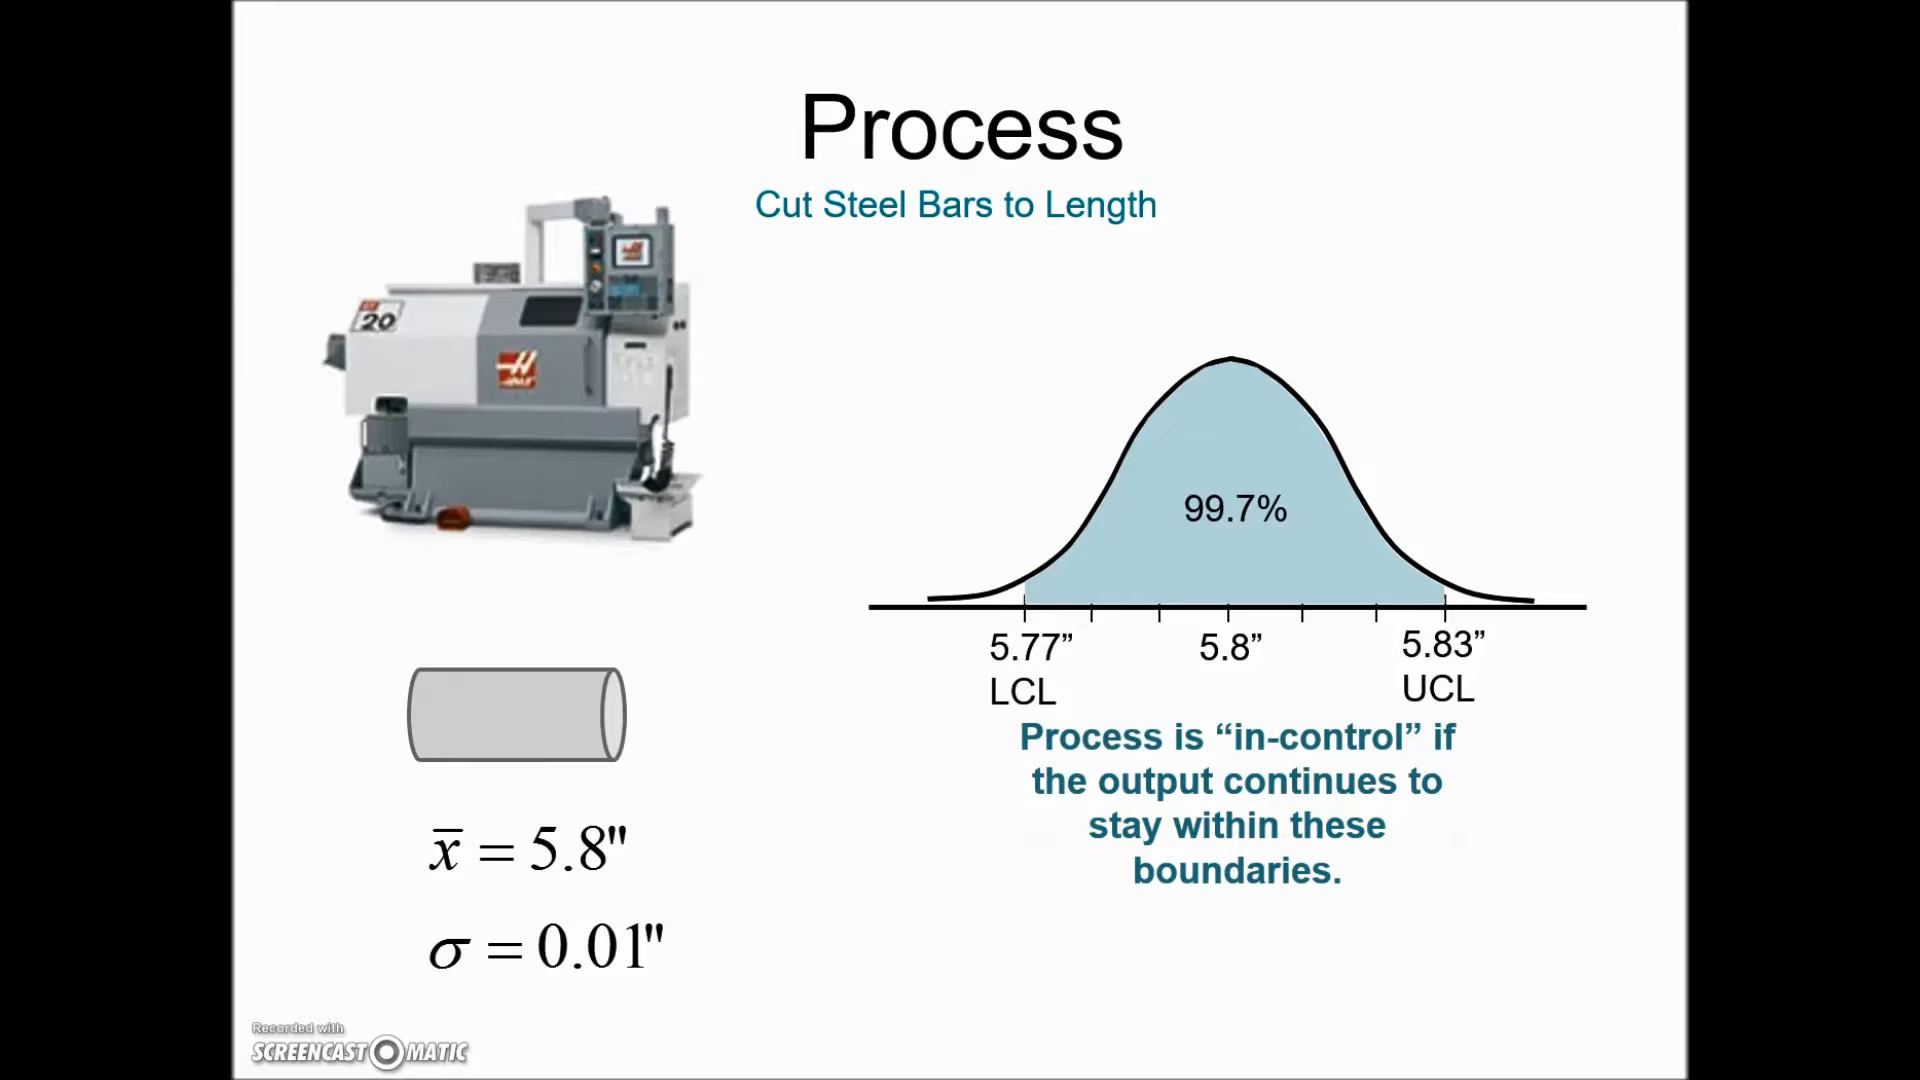 Process
Cut Steel Bars to Length
20
99.7%
5.77” 5.8” 5.83”
LCL UCL
Process is “in-control” if
the output continues to
stay within these
boundaries.
x̅ = 5.8"
σ = 0.01"
Recorded with
SCREENCAST-O-MATIC